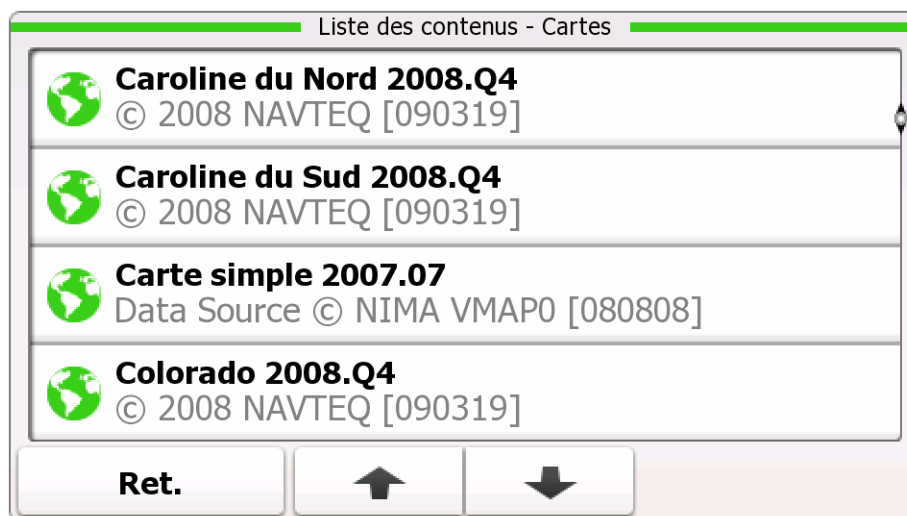 Liste des contenus - Cartes
Caroline du Nord 2008.Q4
© 2008 NAVTEQ [090319]
Caroline du Sud 2008.Q4
© 2008 NAVTEQ [090319]
Carte simple 2007.07
Data Source © NIMA VMAP0 [080808]
Colorado 2008.Q4
© 2008 NAVTEQ [090319]
Ret.